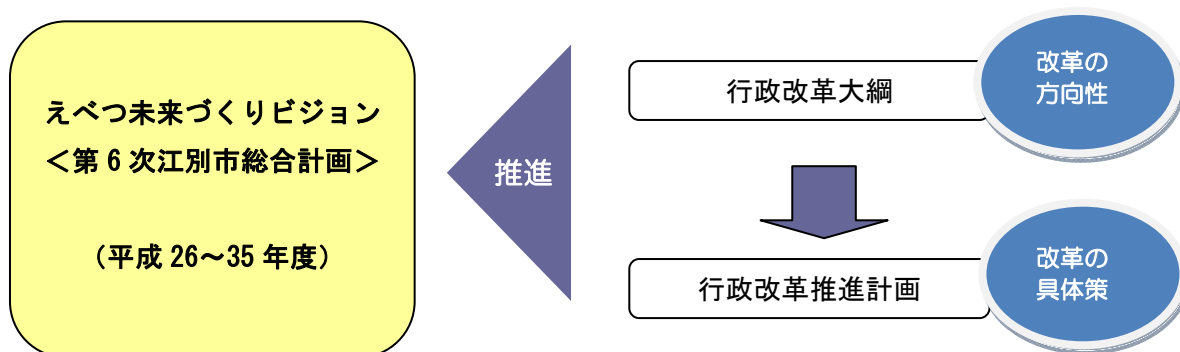 えべつ未来づくりビジョン
＜第６次江別市総合計画＞
（平成 26～35 年度）
推進
行政改革大綱
改革の
方向性
行政改革推進計画
改革の
具体策